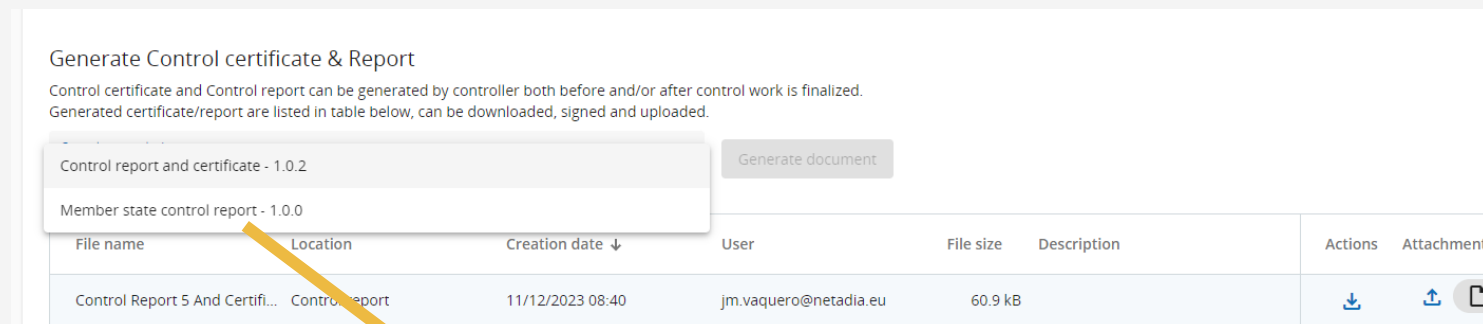 Generate Control certificate & Report
Control certificate and Control report can be generated by controller both before and/or after control work is finalized.
Generated certificate/report are listed in table below, can be downloaded, signed and uploaded.
Control report and certificate - 1.0.2
Generate document
Member state control report - 1.0.0
File name Location Creation date User File size Description Actions Attachment
Control Report 5 And Certifi... Control report 11/12/2023 08:40 jm.vaquero@netadia.eu 60.9 kB